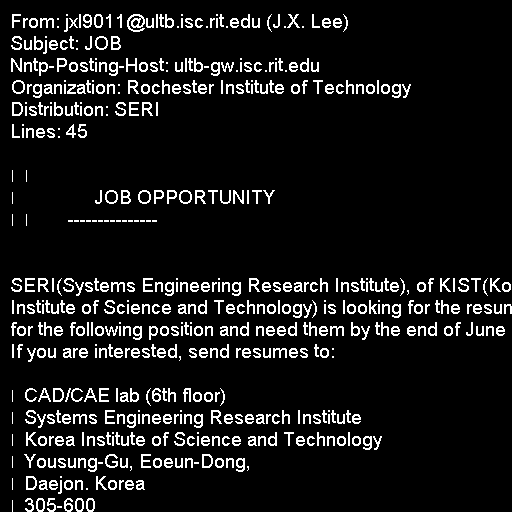 From: jxl9011@ultb.isc.rit.edu (J.X. Lee)
Subject: JOB
Nntp-Posting-Host: ultb-gw.isc.rit.edu
Organization: Rochester Institute of Technology
Distribution: SERI
Lines: 45
| |
| JOB OPPORTUNITY
| | ---------------
SERI(Systems Engineering Research Institute), of KIST(Ko
Institute of Science and Technology) is looking for the resum
for the following position and need them by the end of June
If you are interested, send resumes to:
| CAD/CAE lab (6th floor)
| Systems Engineering Research Institute
| Korea Institute of Science and Technology
| Yousung-Gu, Eoeun-Dong,
| Daejon. Korea
| 305-600